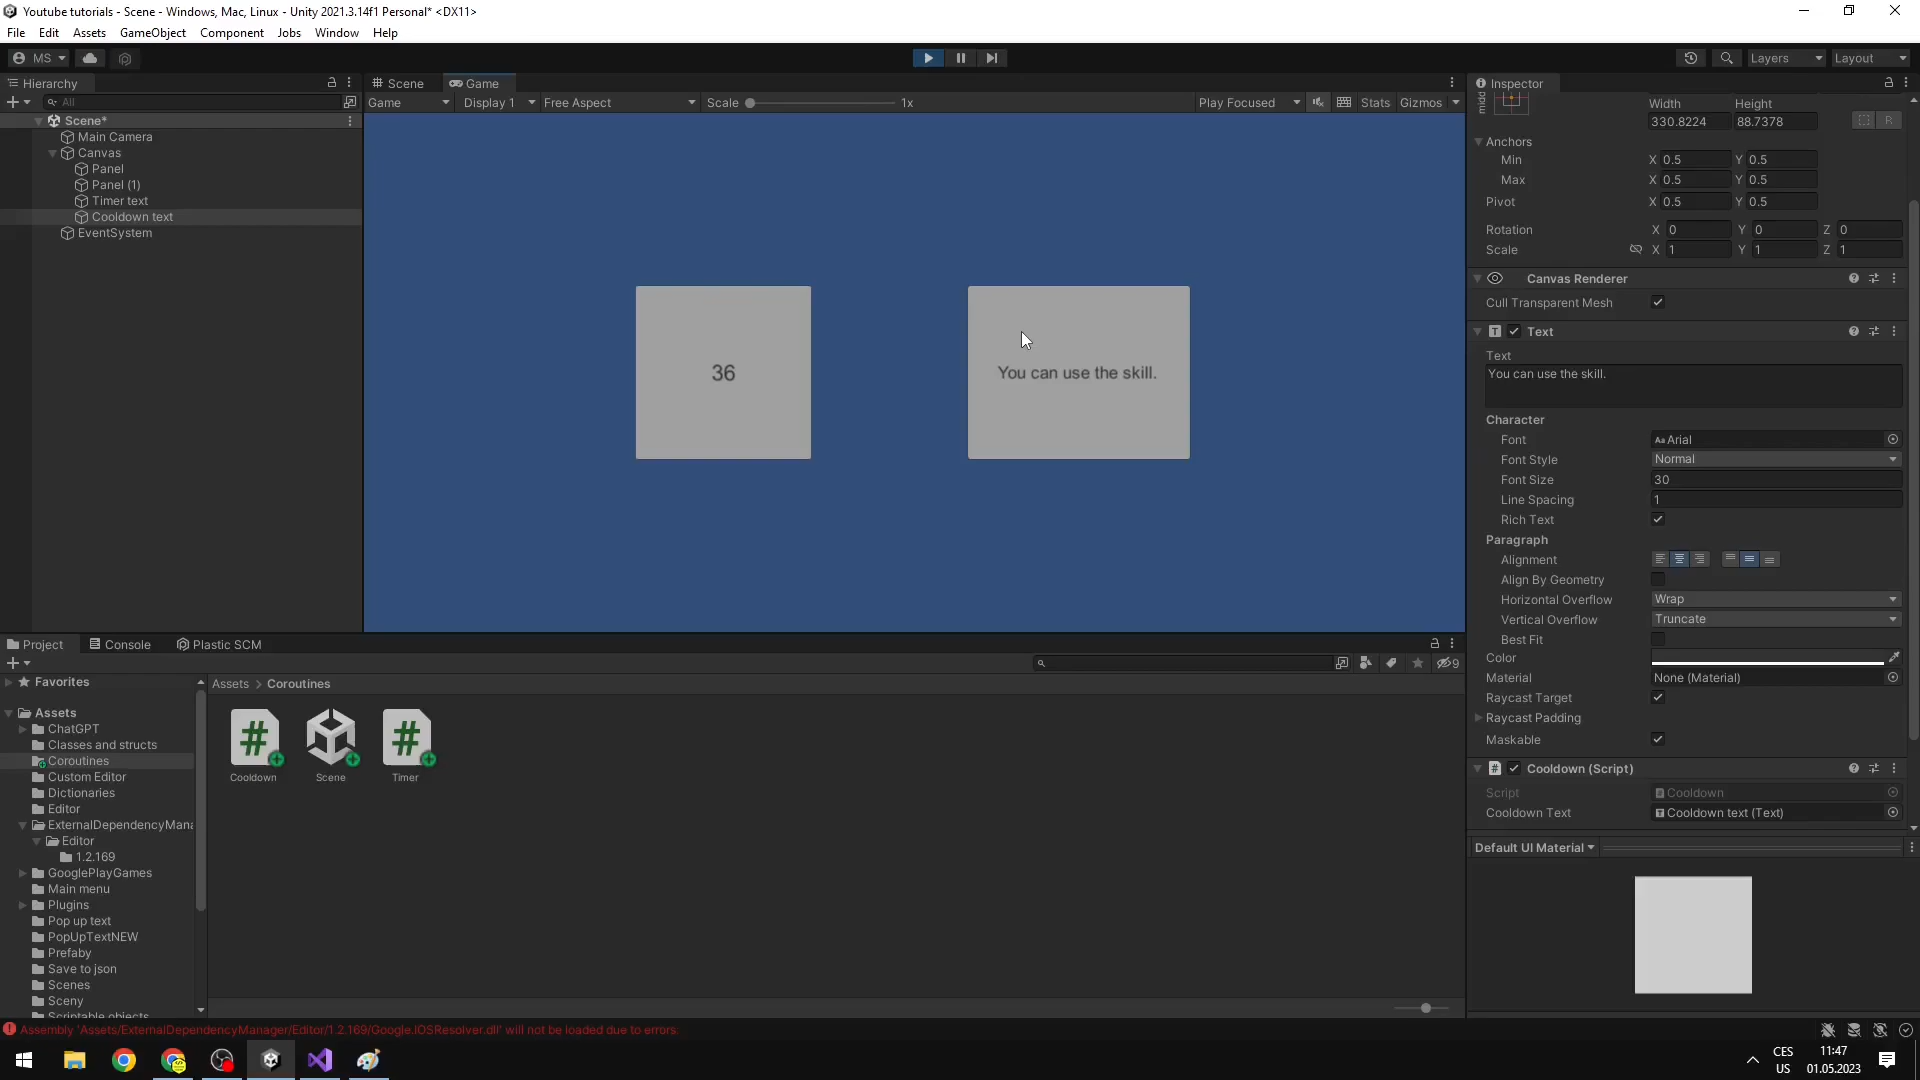 Youtube tutorials - Scene - Windows, Mac, Linux - Unity 2021.3.14f1 Personal* <DX11>
File Edit Assets GameObject Component Jobs Window Help
MS Layers Layout
Hierarchy
All
Scene*
Main Camera
Canvas
Panel
Panel (1)
Timer text
Cooldown text
EventSystem
Scene Game
Game Display 1 Free Aspect Scale 1x Play Focused Stats Gizmos
36
You can use the skill.
Inspector
Width Height
330.8224 88.7378 R
Anchors
Min X 0.5 Y 0.5
Max X 0.5 Y 0.5
Pivot X 0.5 Y 0.5
Rotation X 0 Y 0 Z 0
Scale X 1 Y 1 Z 1
Canvas Renderer
Cull Transparent Mesh
Text
Text
You can use the skill.
Character
Font Arial
Font Style Normal
Font Size 30
Line Spacing 1
Rich Text
Paragraph
Alignment
Align By Geometry
Horizontal Overflow Wrap
Vertical Overflow Truncate
Best Fit
Color
Material None (Material)
Raycast Target
Raycast Padding
Maskable
Cooldown (Script)
Script Cooldown
Cooldown Text Cooldown text (Text)
Default UI Material
Project Console Plastic SCM
9
Favorites
Assets
ChatGPT
Classes and structs
Coroutines
Custom Editor
Dictionaries
Editor
ExternalDependencyMana
Editor
1.2.169
GooglePlayGames
Main menu
Plugins
Pop up text
PopUpTextNEW
Prefaby
Save to json
Scenes
Sceny
Scriptable objects
Assets > Coroutines
Cooldown Scene Timer
Assembly 'Assets/ExternalDependencyManager/Editor/1.2.169/Google.IOSResolver.dll' will not be loaded due to errors:
CES
US
11:47
01.05.2023